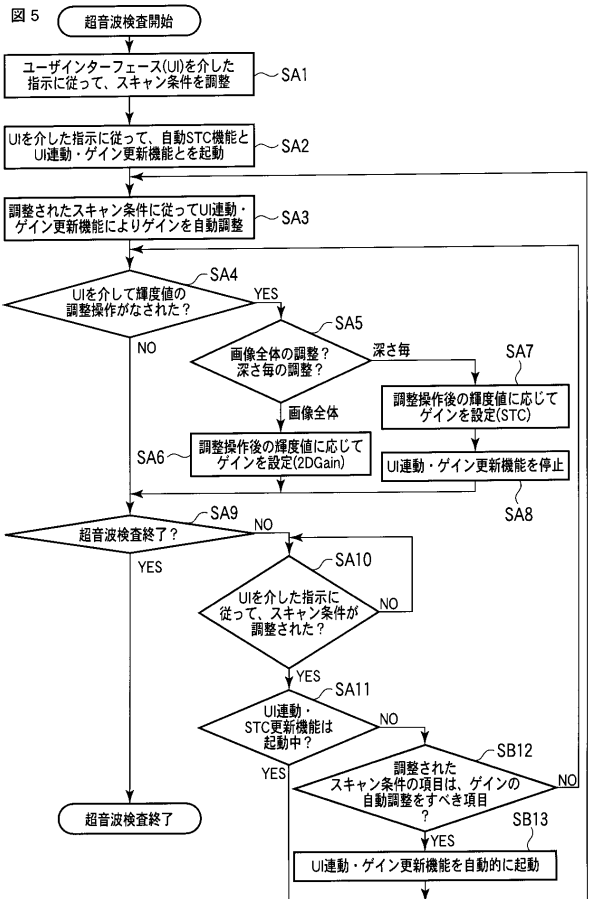 図5
超音波検査開始
ユーザインターフェース(UI)を介した
指示に従って、スキャン条件を調整
SA1
UIを介した指示に従って、自動STC機能と
UI連動・ゲイン更新機能とを起動
SA2
調整されたスキャン条件に従ってUI連動・
ゲイン更新機能によりゲインを自動調整
SA3
SA4
UIを介して輝度値の
調整操作がなされた?
YES
NO
SA5
画像全体の調整?
深さ毎の調整?
深さ毎
画像全体
SA7
調整操作後の輝度値に応じて
ゲインを設定(STC)
SA6
調整操作後の輝度値に応じて
ゲインを設定(2DGain)
UI連動・ゲイン更新機能を停止
SA8
SA9
超音波検査終了?
NO
YES
SA10
UIを介した指示に
従って、スキャン条件が
調整された?
NO
YES
SA11
UI連動・
STC更新機能は
起動中?
NO
YES
SB12
調整された
スキャン条件の項目は、ゲインの
自動調整をすべき項目
?
NO
YES
SB13
UI連動・ゲイン更新機能を自動的に起動
超音波検査終了